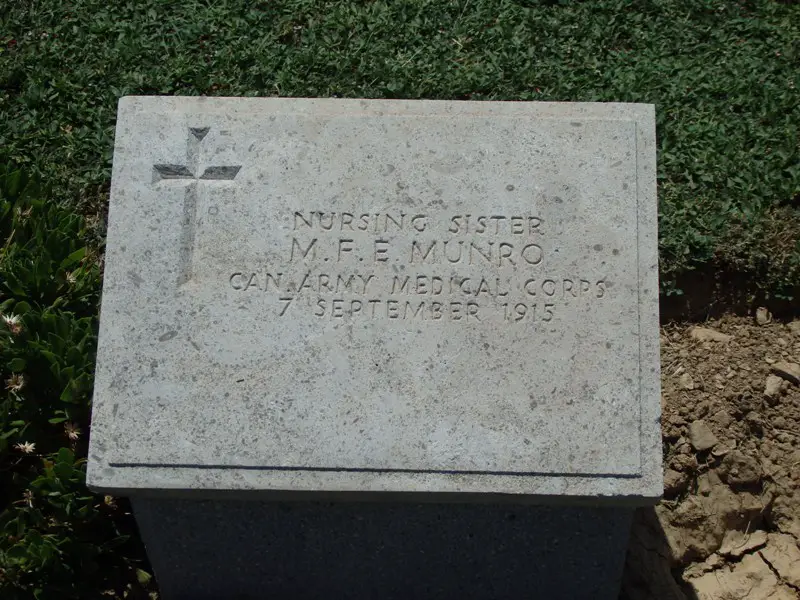 NURSING SISTER
M.F.E. MUNRO
CAN. ARMY MEDICAL CORPS
7 SEPTEMBER 1915